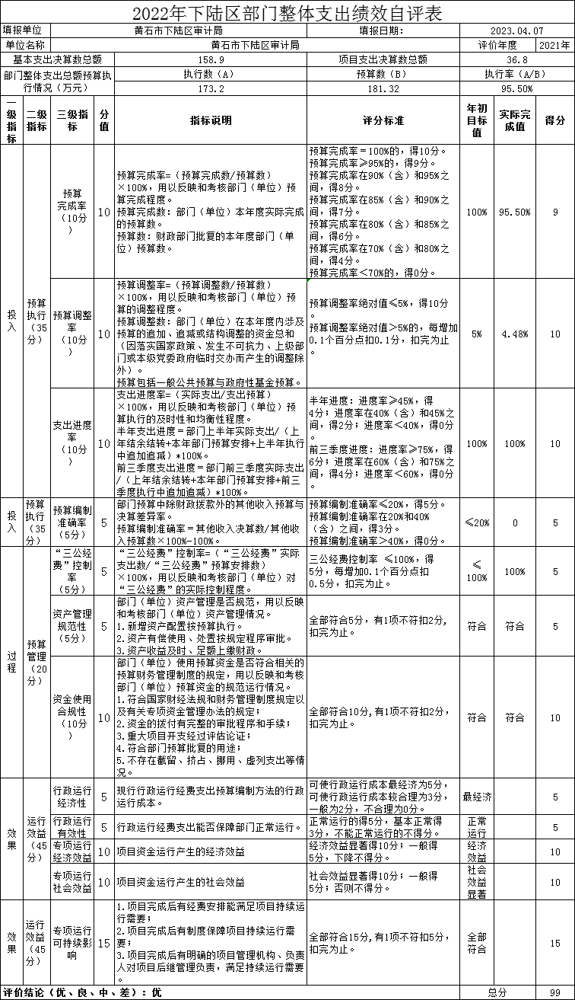 2022年下陆区部门整体支出绩效自评表
填报单位 黄石市下陆区审计局 填报日期： 2023.04.07
单位名称 黄石市下陆区审计局 评价年度 2021年
基本支出决算数总额 158.9 项目支出决算数总额 36.8
部门整体支出总额预算执
行情况（万元）
执行数（A） 预算数（B） 执行率（A/B）
173.2 181.32 95.50%
一
级
指
标
二级
指标
三级指
标
分
值
指标说明
评分标准
年初
目标
值
实际完
成值
得分
投
入
预算
执行
（35
分）
预算
完成率
（10分
）
10
预算完成率=（预算完成数/预算数）
×100%，用以反映和考核部门（单位）预
算完成程度。
预算完成数：部门（单位）本年度实际完成
的预算数。
预算数：财政部门批复的本年度部门（单
位）预算数。
预算完成率＝100%的，得10分。
预算完成率≥95%的，得9分。
预算完成率在90%（含）和95%之
间，得8分。
预算完成率在85%（含）和90%之
间，得7分。
预算完成率在80%（含）和85%之
间，得6分。
预算完成率在70%（含）和80%之
间，得4分。
预算完成率＜70%的，得0分。
100%
95.50%
9
预算调整
率
（10分）
10
预算调整率=（预算调整数/预算数）
×100%，用以反映和考核部门（单位）预
算的调整程度。
预算调整数：部门（单位）在本年度内涉及
预算的追加、追减或结构调整的资金总和
（因落实国家政策、发生不可抗力、上级部
门或本级党委政府临时交办而产生的调整除
外）。
预算包括一般公共预算与政府性基金预算。
预算调整率绝对值≤5%，得10分
。
预算调整率绝对值＞5%的，每增加
0.1个百分点扣0.1分，扣完为止。
5%
4.48%
10
支出进度
率
（10分）
10
支出进度率=（实际支出/支出预算）
×100%，用以反映和考核部门（单位）预
算执行的及时性和均衡性程度。
半年支出进度＝部门上半年实际支出/（上
年结余结转+本年部门预算安排+上半年执行
中追加追减）*100%。
前三季度支出进度＝部门前三季度实际支出
/（上年结余结转+本年部门预算安排+前三
季度执行中追加追减）*100%。
半年进度：进度率≥45%，得
4分；进度率在40%（含）和45%之
间，得2分；进度率＜40%，得0分
。
前三季度进度：进度率≥75%，得
6分；进度率在60%（含）和75%之
间，得4分；进度率＜60%，得0分
。
100%
100%
10
投
入
预算
执行
（35
分）
预算编制
准确率
（5分）
5
部门预算中除财政拨款外的其他收入预算与
决算差异率。
预算编制准确率＝其他收入决算数/其他收
入预算数×100%-100%。
预算编制准确率≤20%，得5分。
预算编制准确率在20%和40%
（含）之间，得3分。
预算编制准确率＞40%，得0分。
≤20%
0
5
过
程
预算
管理
（20
分）
“三公经
费”控制
率
（5分）
5
“三公经费”控制率=（“三公经费”实际
支出数/“三公经费”预算安排数）
×100%，用以反映和考核部门（单位）对
“三公经费”的实际控制程度。
三公经费控制率 ≤100%，得
5分，每增加0.1个百分点扣
0.5分，扣完为止。
≤
100%
100%
5
资产管理
规范性
（5分）
5
部门（单位）资产管理是否规范，用以反映
和考核部门（单位）资产管理情况。
1.新增资产配置按预算执行。
2.资产有偿使用、处置按规定程序审批。
3.资产收益及时、足额上缴财政。
全部符合5分，有1项不符扣2分，
扣完为止。
符合
符合
5
资金使用
合规性
（10分
）
10
部门（单位）使用预算资金是否符合相关的
预算财务管理制度的规定，用以反映和考核
部门（单位）预算资金的规范运行情况。
1.符合国家财经法规和财务管理制度规定以
及有关专项资金管理办法的规定；
2.资金的拨付有完整的审批程序和手续；
3.重大项目开支经过评估论证；
4.符合部门预算批复的用途；
5.不存在截留、挤占、挪用、虚列支出等情
况。
全部符合10分,有1项不符扣2分，
扣完为止。
符合
符合
10
效
果
运行
效益
（45
分）
行政运行
经济性
5
现行行政运行经费支出预算编制方法的行政
运行成本。
可使行政运行成本最经济为5分，
可使行政运行成本较合理为3分，
一般为2分，不合理为0分。
最经济
5
行政运行
有效性
5
行政运行经费支出能否保障部门正常运行。
正常运行的得5分，基本正常得
3分，不能正常运行的不得分。
正常
运行
5
专项运行
经济效益
10
项目资金运行产生的经济效益
经济效益显著得10分；一般得
5分，下降不得分。
经济
效益
10
专项运行
社会效益
10
项目资金运行产生的社会效益
社会效益显著得10分；一般得
5分；否则不得分。
社会
效益
显著
10
效
果
运行
效益
（45
分）
专项运行
可持续影
响
15
1.项目完成后有经费安排能满足项目持续运
行需要；
2.项目完成后有制度保障项目持续运行需
要；
3.项目完成后有明确的项目管理机构、负责
人对项目后继管理负责，满足持续运行需要
。
全部符合15分,有1项不符扣5分，
扣完为止。
全部
符合
15
评价结论（优、良、中、差）：优 总分 99